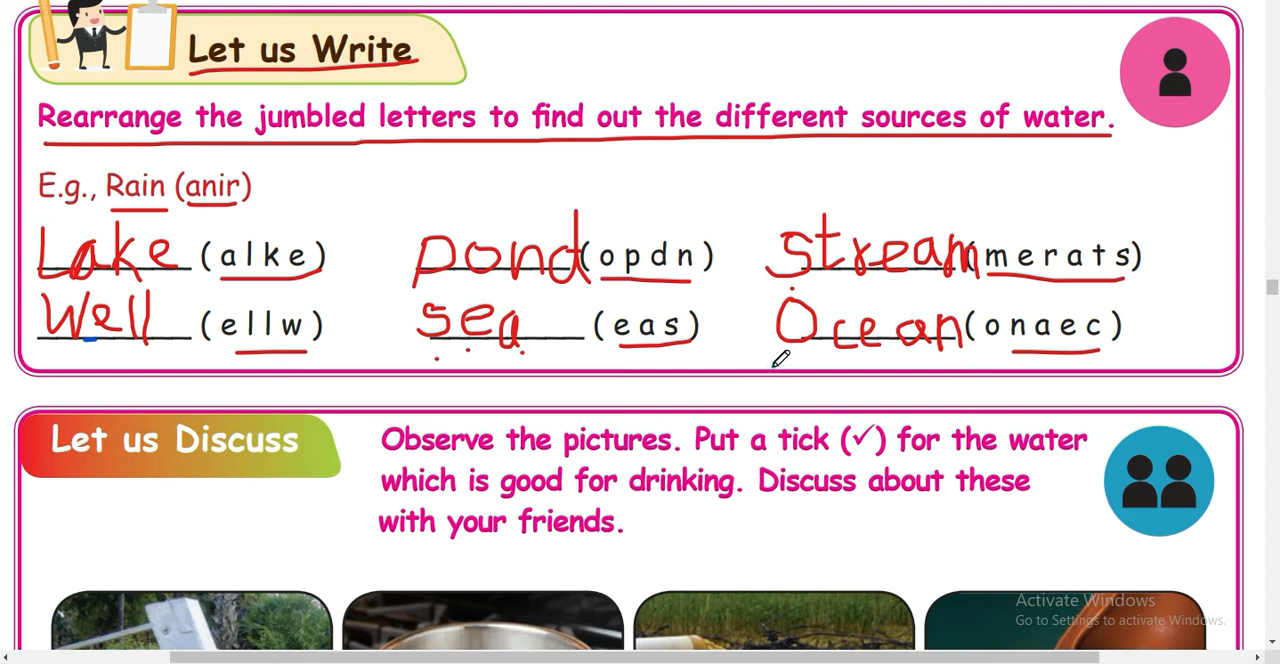 Let us Write
Rearrange the jumbled letters to find out the different sources of water.
E.g., Rain (anir)
Lake (alke) pond (opdn) stream (merats)
Well (ellw) sea (eas) Ocean (onaec)
Let us Discuss
Observe the pictures. Put a tick (✓) for the water
which is good for drinking. Discuss about these
with your friends.
Activate Windows
Go to Settings to activate Windows.